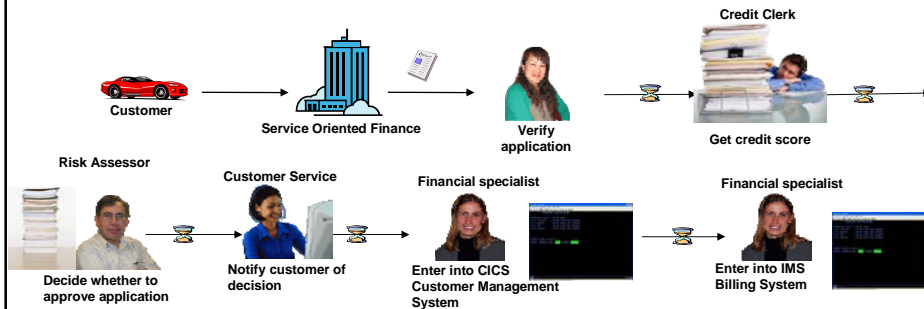 Credit Clerk
Customer
Service Oriented Finance
Verify
application
Get credit score
Risk Assessor
Customer Service
Financial specialist
Financial specialist
Decide whether to
approve application
Notify customer of
decision
Enter into CICS
Customer Management
System
Enter into IMS
Billing System